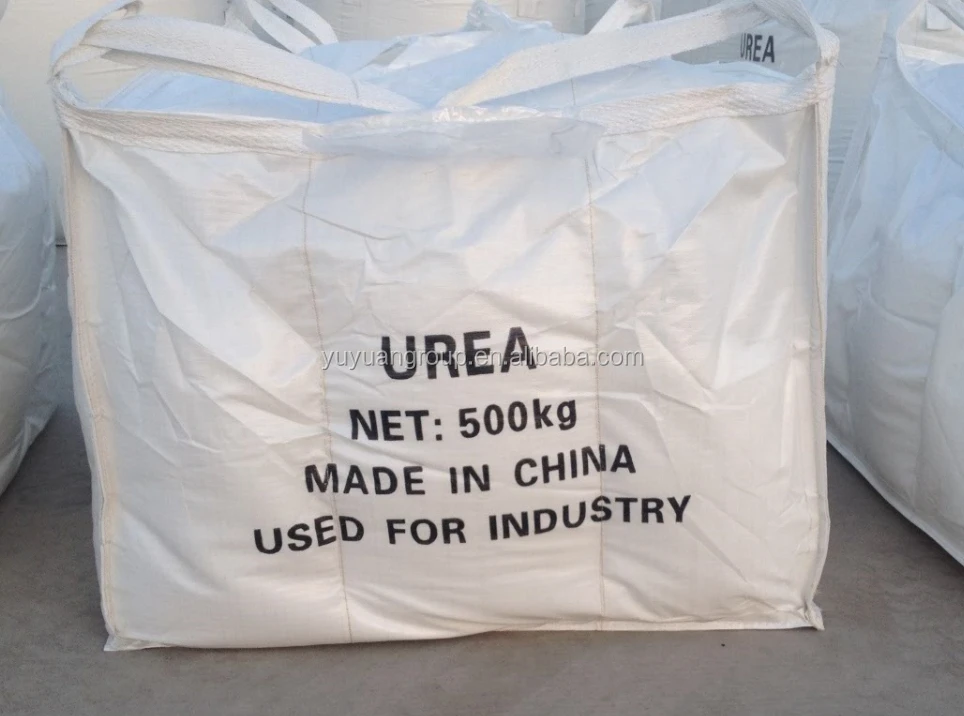 UREA
UREA
yuyuangroup.en.alibaba.com
NET: 500kg
MADE IN CHINA
USED FOR INDUSTRY